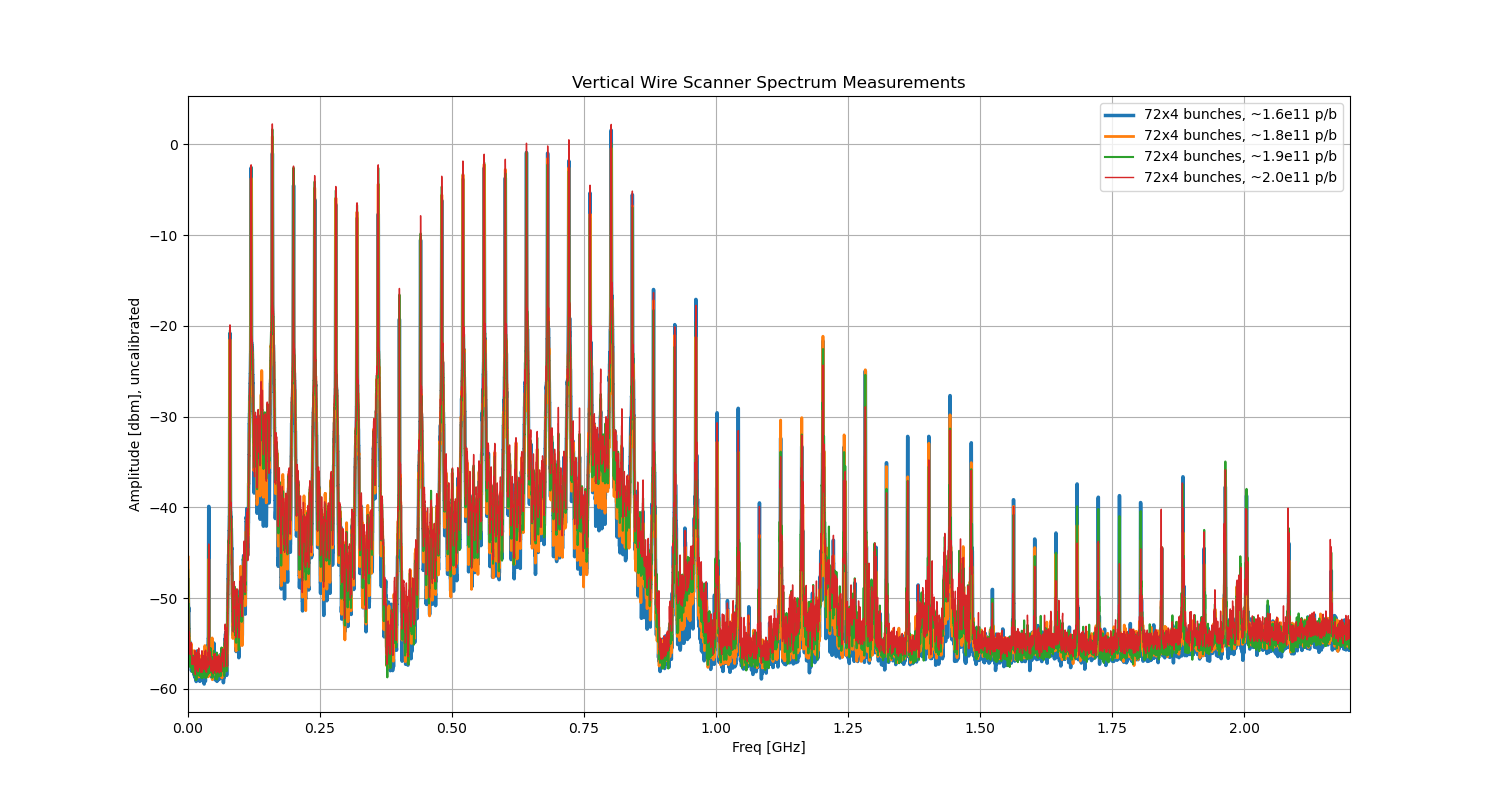 Vertical Wire Scanner Spectrum Measurements
72x4 bunches, ~1.6e11 p/b
72x4 bunches, ~1.8e11 p/b
72x4 bunches, ~1.9e11 p/b
72x4 bunches, ~2.0e11 p/b
Amplitude [dbm], uncalibrated
0
−10
−20
−30
−40
−50
−60
0.00 0.25 0.50 0.75 1.00 1.25 1.50 1.75 2.00
Freq [GHz]